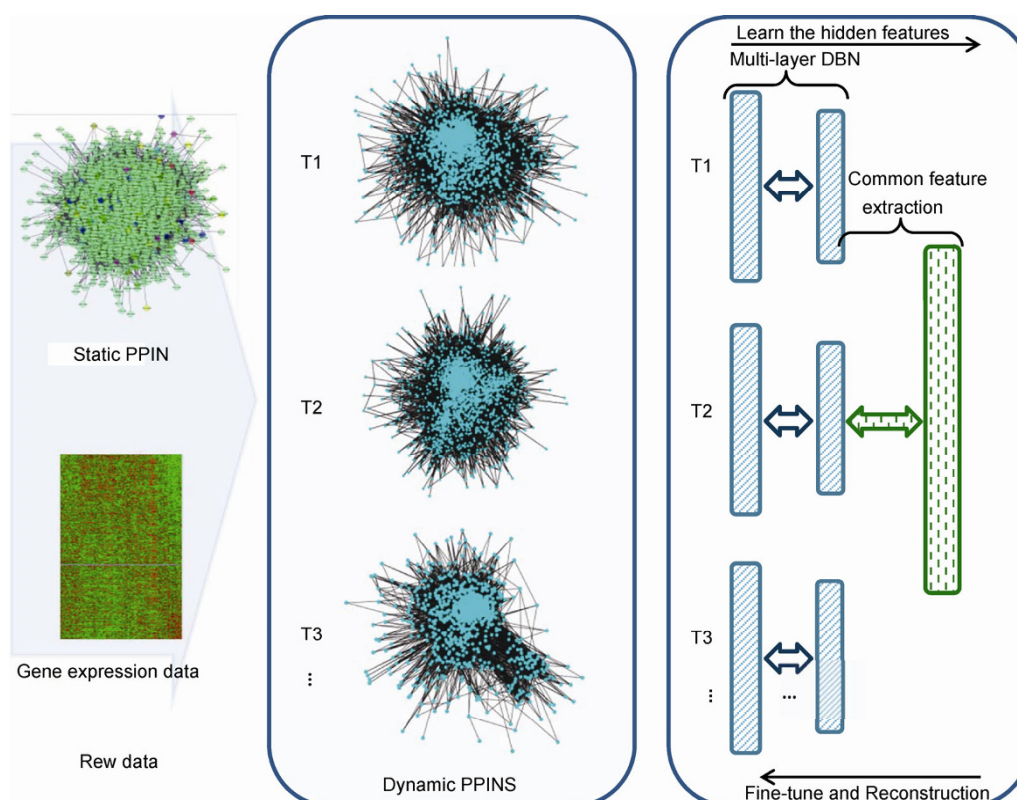 Static PPIN
Gene expression data
Rew data
T1
T2
T3
...
Dynamic PPINS
Learn the hidden features
Multi-layer DBN
T1
Common feature
extraction
T2
T3
...
...
Fine-tune and Reconstruction